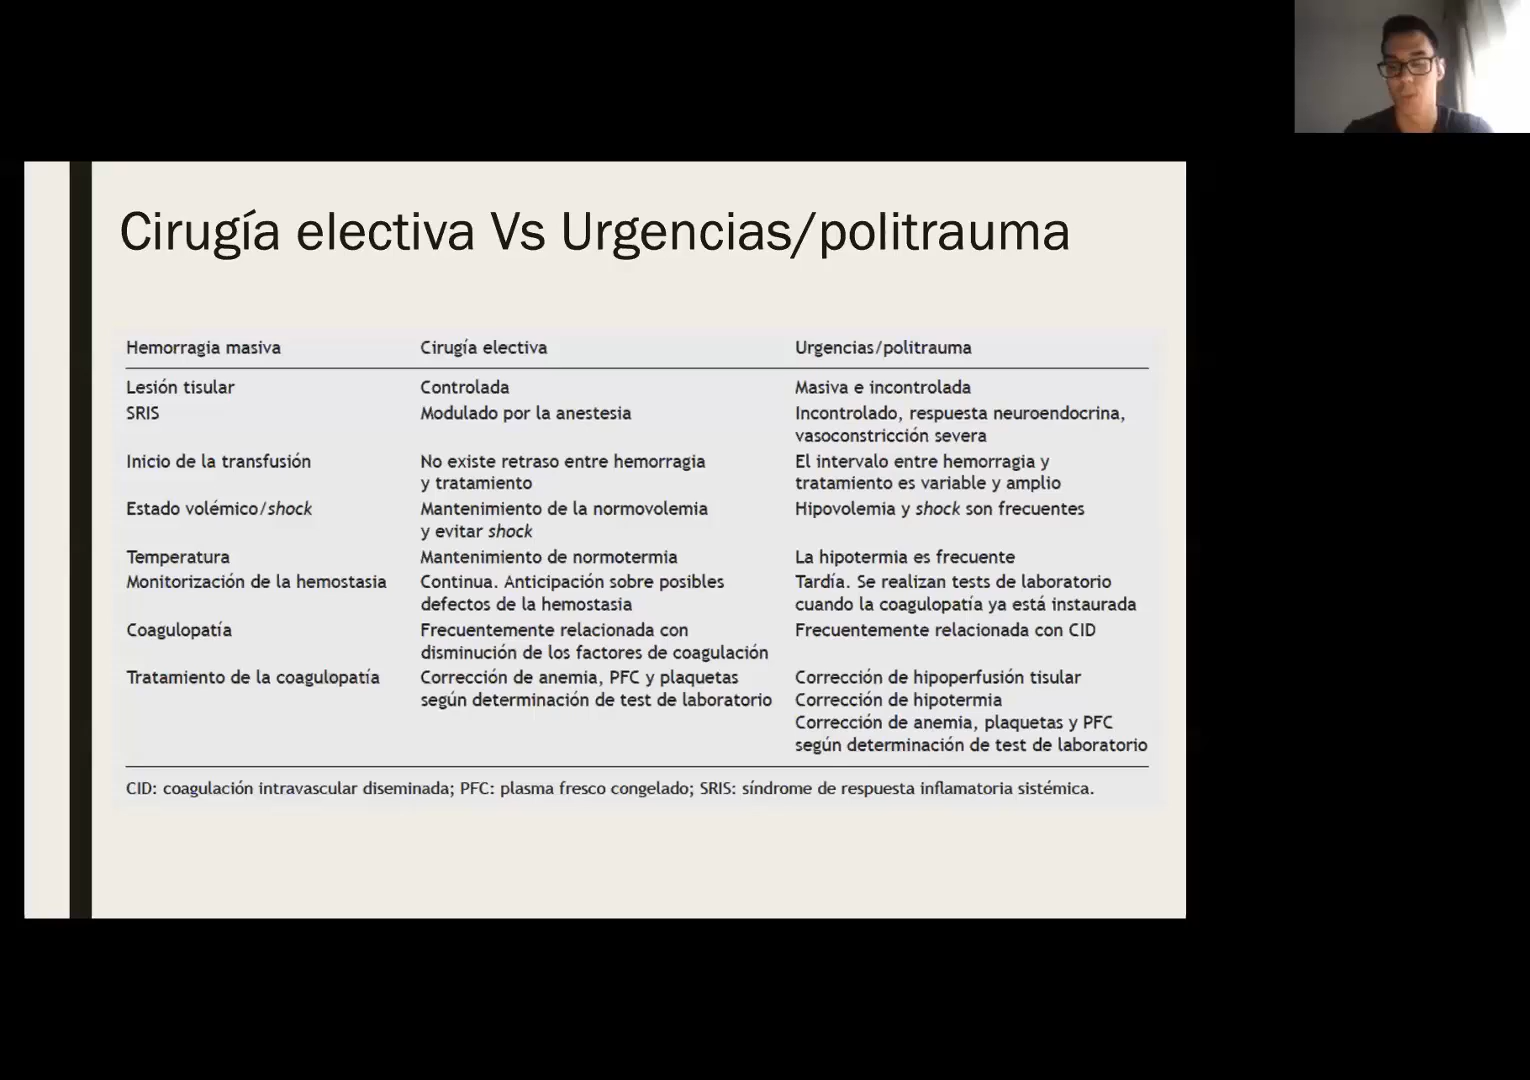 Cirugía electiva Vs Urgencias/politrauma
Hemorragia masiva Cirugía electiva Urgencias/politrauma
Lesión tisular Controlada Masiva e incontrolada
SRIS Modulado por la anestesia Incontrolado, respuesta neuroendocrina,
vasoconstricción severa
Inicio de la transfusión No existe retraso entre hemorragia El intervalo entre hemorragia y
y tratamiento tratamiento es variable y amplio
Estado volémico/shock Mantenimiento de la normovolemia Hipovolemia y shock son frecuentes
y evitar shock
Temperatura Mantenimiento de normotermia La hipotermia es frecuente
Monitorización de la hemostasia Continua. Anticipación sobre posibles Tardía. Se realizan tests de laboratorio
defectos de la hemostasia cuando la coagulopatía ya está instaurada
Coagulopatía Frecuentemente relacionada con Frecuentemente relacionada con CID
disminución de los factores de coagulación
Tratamiento de la coagulopatía Corrección de anemia, PFC y plaquetas Corrección de hipoperfusión tisular
según determinación de test de laboratorio Corrección de hipotermia
Corrección de anemia, plaquetas y PFC
según determinación de test de laboratorio
CID: coagulación intravascular diseminada; PFC: plasma fresco congelado; SRIS: síndrome de respuesta inflamatoria sistémica.